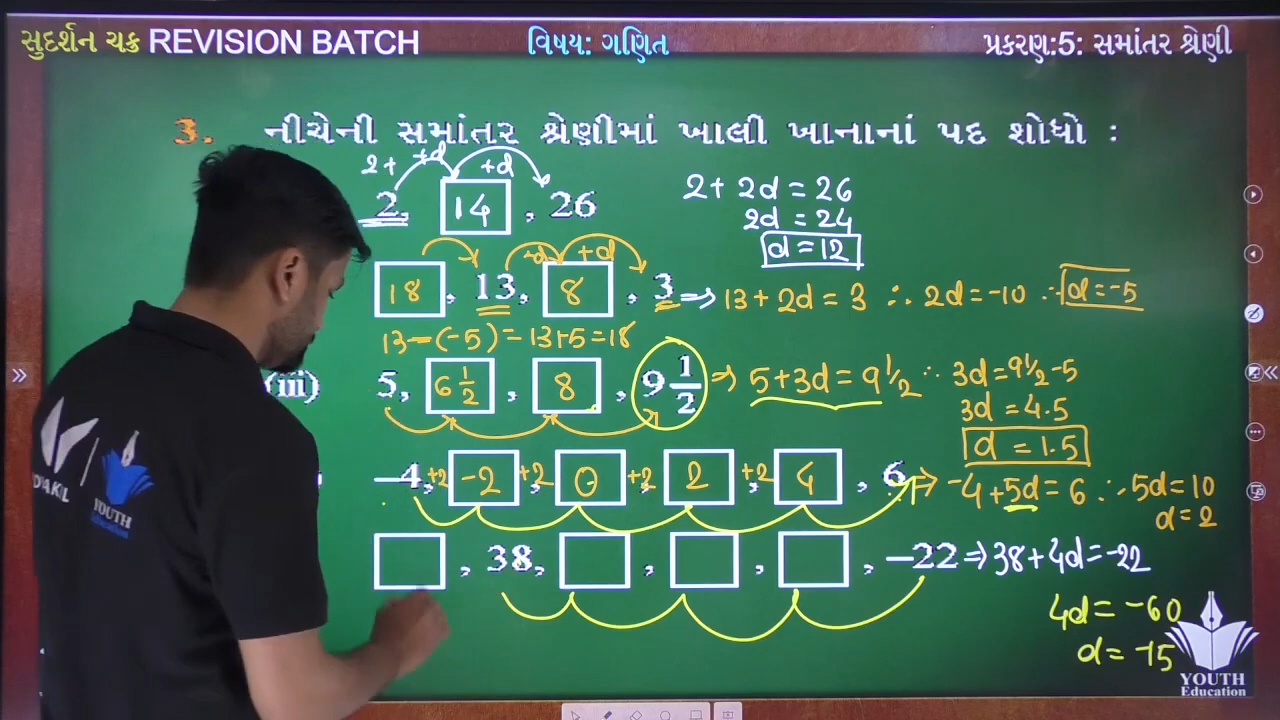 સુદર્શન ચક્ર REVISION BATCH વિષય: ગણિત પ્રકરણ:5: સમાંતર શ્રેણી
3. નીચેની સમાંતર શ્રેણીમાં ખાલી ખાનાનાં પદ શોધો :
2+ +d +d
2, 14, 26
2+ 2d = 26
2d = 24
d = 12
+d +d
18, 13, 8, 3 ⇒ 13 + 2d = 3 ∴ 2d = -10 ∴ d = -5
13-(-5) = 13+5 = 18
(iii) 5, 6 1/2, 8, 9 1/2 ⇒ 5+3d = 9 1/2 ∴ 3d = 9 1/2 - 5
3d = 4.5
d = 1.5
-4, +2 -2, +2 0, +2 2, +2 4, 6 ⇒ -4 + 5d = 6 ∴ 5d = 10
d = 2
, 38, , , , -22 ⇒ 38+4d = -22
4d = -60
d = -15
YOUTH
Education
YOUTH
Education